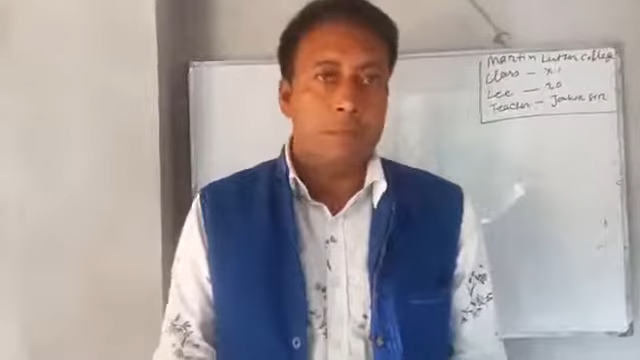 Martin Luther College
Class - XI
Lec - 20
Teacher -